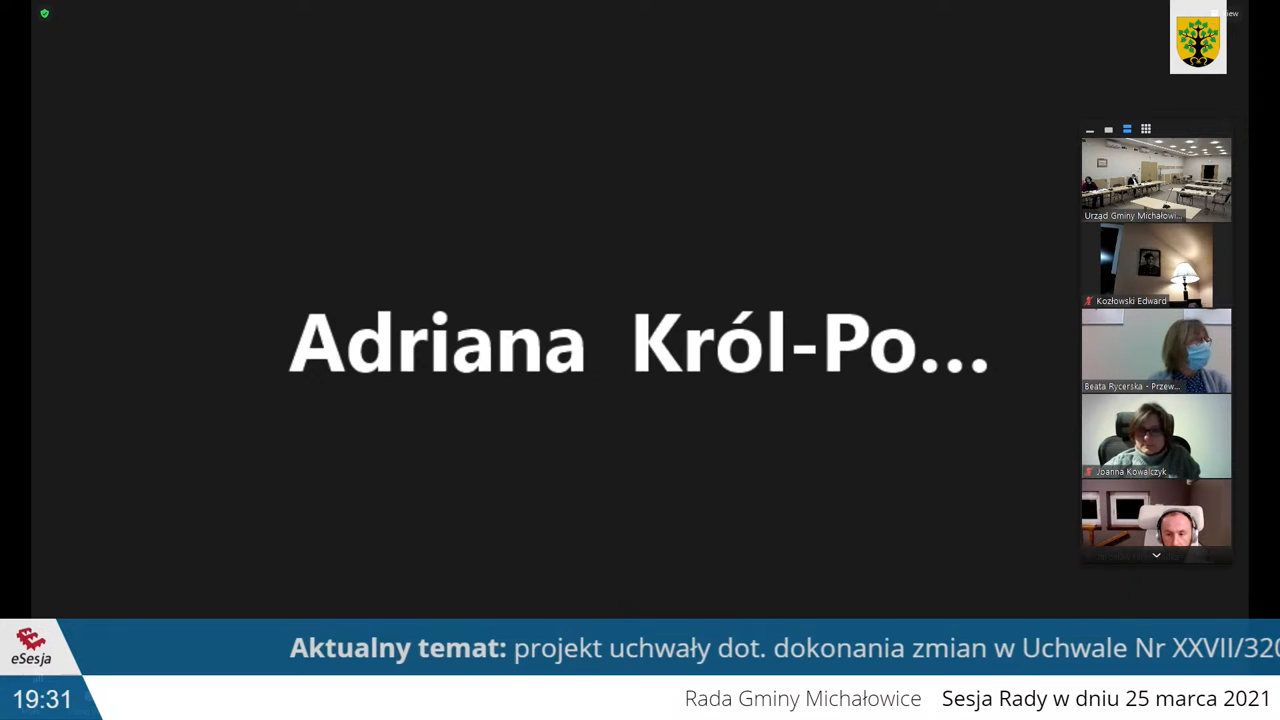 View
Urząd Gminy Michałowi...
Kozłowski Edward
Adriana Król-Po...
Beata Rycerska - Przew...
Joanna Kowalczyk
eSesja
Aktualny temat: projekt uchwały dot. dokonania zmian w Uchwale Nr XXVII/320
19:31
Rada Gminy Michałowice Sesja Rady w dniu 25 marca 2021